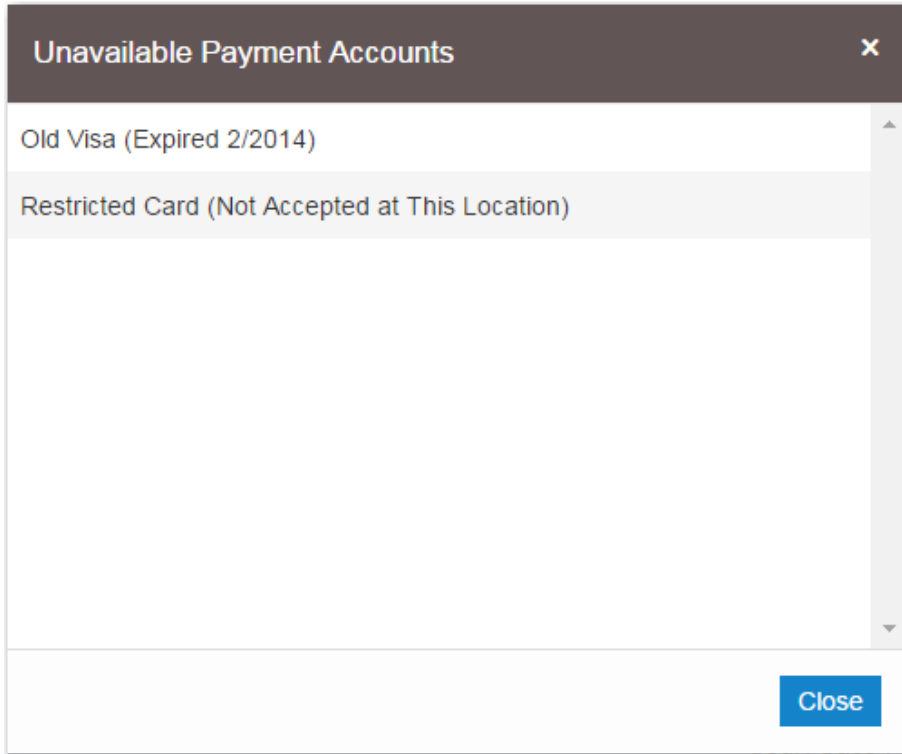 Unavailable Payment Accounts
Old Visa (Expired 2/2014)
Restricted Card (Not Accepted at This Location)
Close